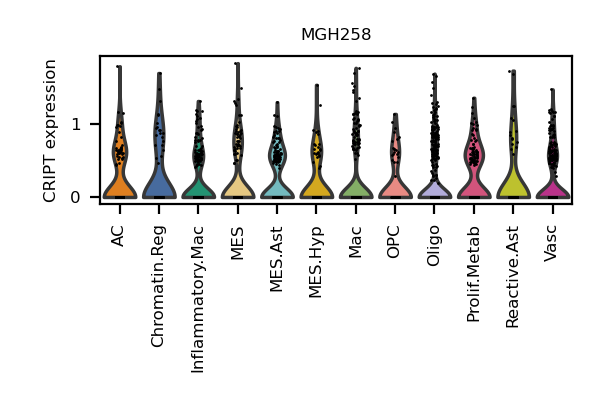 MGH258
CRIPT expression
1
0
AC
Chromatin.Reg
Inflammatory.Mac
MES
MES.Ast
MES.Hyp
Mac
OPC
Oligo
Prolif.Metab
Reactive.Ast
Vasc